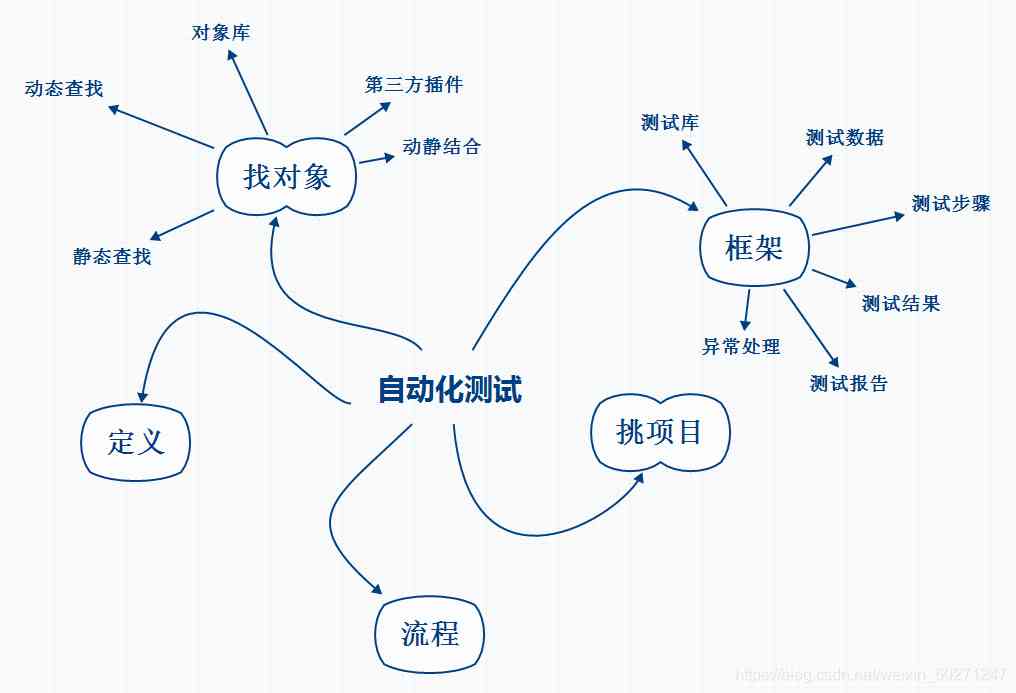 对象库
动态查找
第三方插件
动静结合
找对象
静态查找
测试库
测试数据
测试步骤
框架
测试结果
异常处理
测试报告
自动化测试
定义
挑项目
流程
https://blog.csdn.net/weixin_50271247